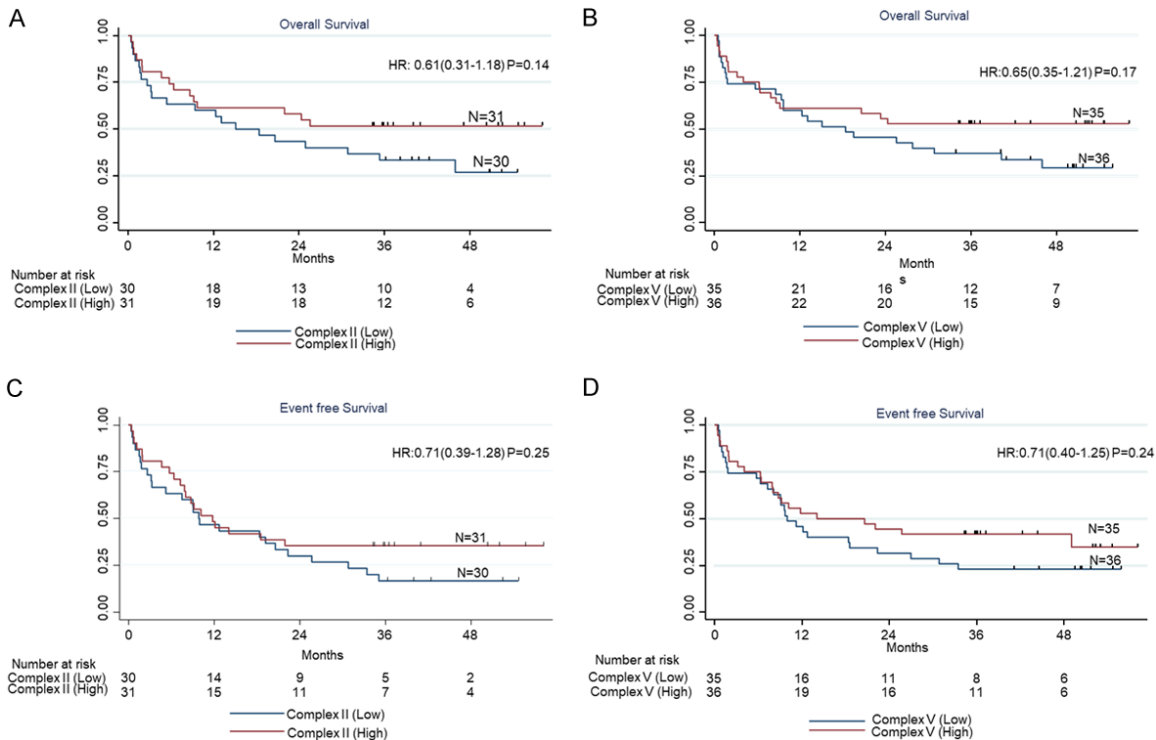 A
Overall Survival
HR: 0.61(0.31-1.18) P=0.14
1.00
0.75
0.50
0.25
0.00
N=31
N=30
0 12 24 36 48
Months
Number at risk
Complex II (Low) 30 18 13 10 4
Complex II (High) 31 19 18 12 6
Complex II (Low)
Complex II (High)
B
Overall Survival
HR:0.65(0.35-1.21) P=0.17
1.00
0.75
0.50
0.25
0.00
N=35
N=36
0 12 24 36 48
Month
s
Number at risk
Complex V (Low) 35 21 16 12 7
Complex V (High) 36 22 20 15 9
Complex V (Low)
Complex V (High)
C
Event free Survival
HR:0.71(0.39-1.28) P=0.25
1.00
0.75
0.50
0.25
0.00
N=31
N=30
0 12 24 36 48
Months
Number at risk
Complex II (Low) 30 14 9 5 2
Complex II (High) 31 15 11 7 4
Complex II (Low)
Complex II (High)
D
Event free Survival
HR:0.71(0.40-1.25) P=0.24
1.00
0.75
0.50
0.25
0.00
N=35
N=36
0 12 24 36 48
Months
Number at risk
Complex V (Low) 35 16 11 8 6
Complex V (High) 36 19 16 11 6
Complex V (Low)
Complex V (High)